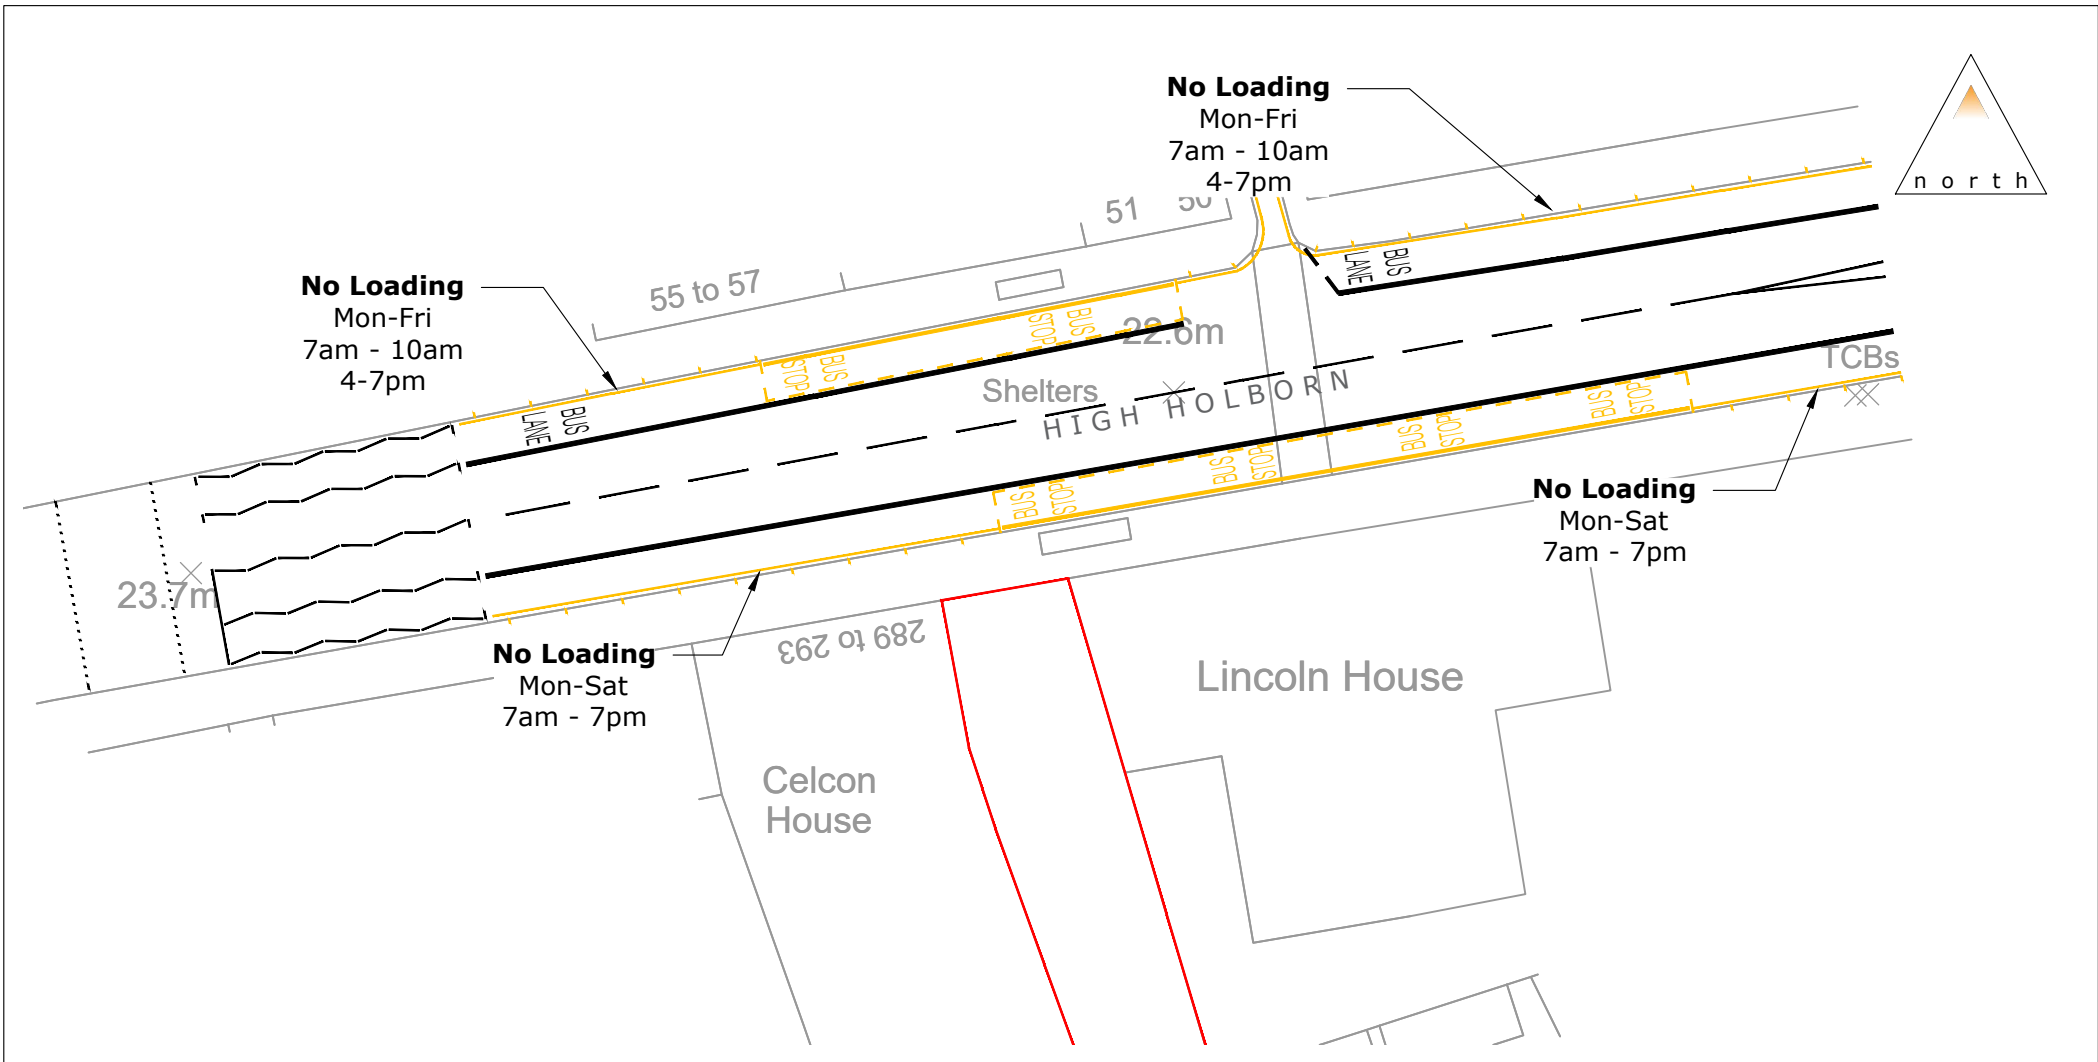 No Loading
Mon-Fri
7am - 10am
4-7pm
north
51 50
No Loading
Mon-Fri
7am - 10am
4-7pm
55 to 57
BUS
LANE
BUS
STOP
BUS
STOP
BUS
LANE
22.6m
Shelters
HIGH HOLBORN
TCBs
BUS
STOP
BUS
STOP
BUS
STOP
BUS
STOP
No Loading
Mon-Sat
7am - 7pm
23.7m
No Loading
Mon-Sat
7am - 7pm
289 to 293
Lincoln House
Celcon
House